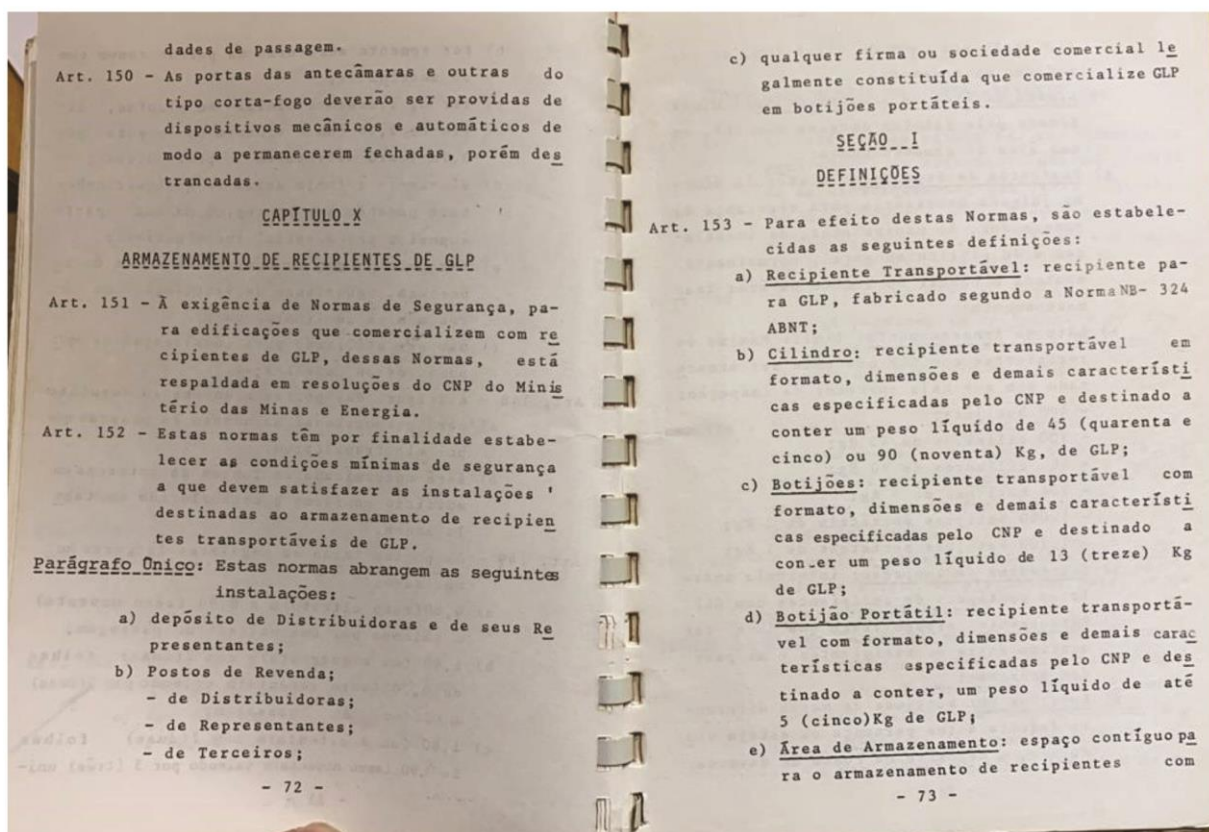 dades de passagem.
Art. 150 - As portas das antecâmaras e outras do
tipo corta-fogo deverão ser providas de
dispositivos mecânicos e automáticos de
modo a permanecerem fechadas, porém des
trancadas.
CAPÍTULO X
ARMAZENAMENTO DE RECIPIENTES DE GLP
Art. 151 - À exigência de Normas de Segurança, pa-
ra edificações que comercializem com re
cipientes de GLP, dessas Normas, está
respaldada em resoluções do CNP do Minis
tério das Minas e Energia.
Art. 152 - Estas normas têm por finalidade estabe-
lecer as condições mínimas de segurança
a que devem satisfazer as instalações '
destinadas ao armazenamento de recipien
tes transportáveis de GLP.
Parágrafo Único: Estas normas abrangem as seguintes
instalações:
a) depósito de Distribuidoras e de seus Re
presentantes;
b) Postos de Revenda;
- de Distribuidoras;
- de Representantes;
- de Terceiros;
- 72 -
c) qualquer firma ou sociedade comercial le
galmente constituída que comercialize GLP
em botijões portáteis.
SEÇÃO I
DEFINIÇÕES
Art. 153 - Para efeito destas Normas, são estabele-
cidas as seguintes definições:
a) Recipiente Transportável: recipiente pa-
ra GLP, fabricado segundo a Norma NB- 324
ABNT;
b) Cilindro: recipiente transportável em
formato, dimensões e demais característi
cas especificadas pelo CNP e destinado a
conter um peso líquido de 45 (quarenta e
cinco) ou 90 (noventa) Kg, de GLP;
c) Botijões: recipiente transportável com
formato, dimensões e demais característi
cas especificadas pelo CNP e destinado a
con.er um peso líquido de 13 (treze) Kg
de GLP;
d) Botijão Portátil: recipiente transportá-
vel com formato, dimensões e demais carac
terísticas especificadas pelo CNP e des
tinado a conter, um peso líquido de até
5 (cinco)Kg de GLP;
e) Área de Armazenamento: espaço contíguo pa
ra o armazenamento de recipientes com
- 73 -